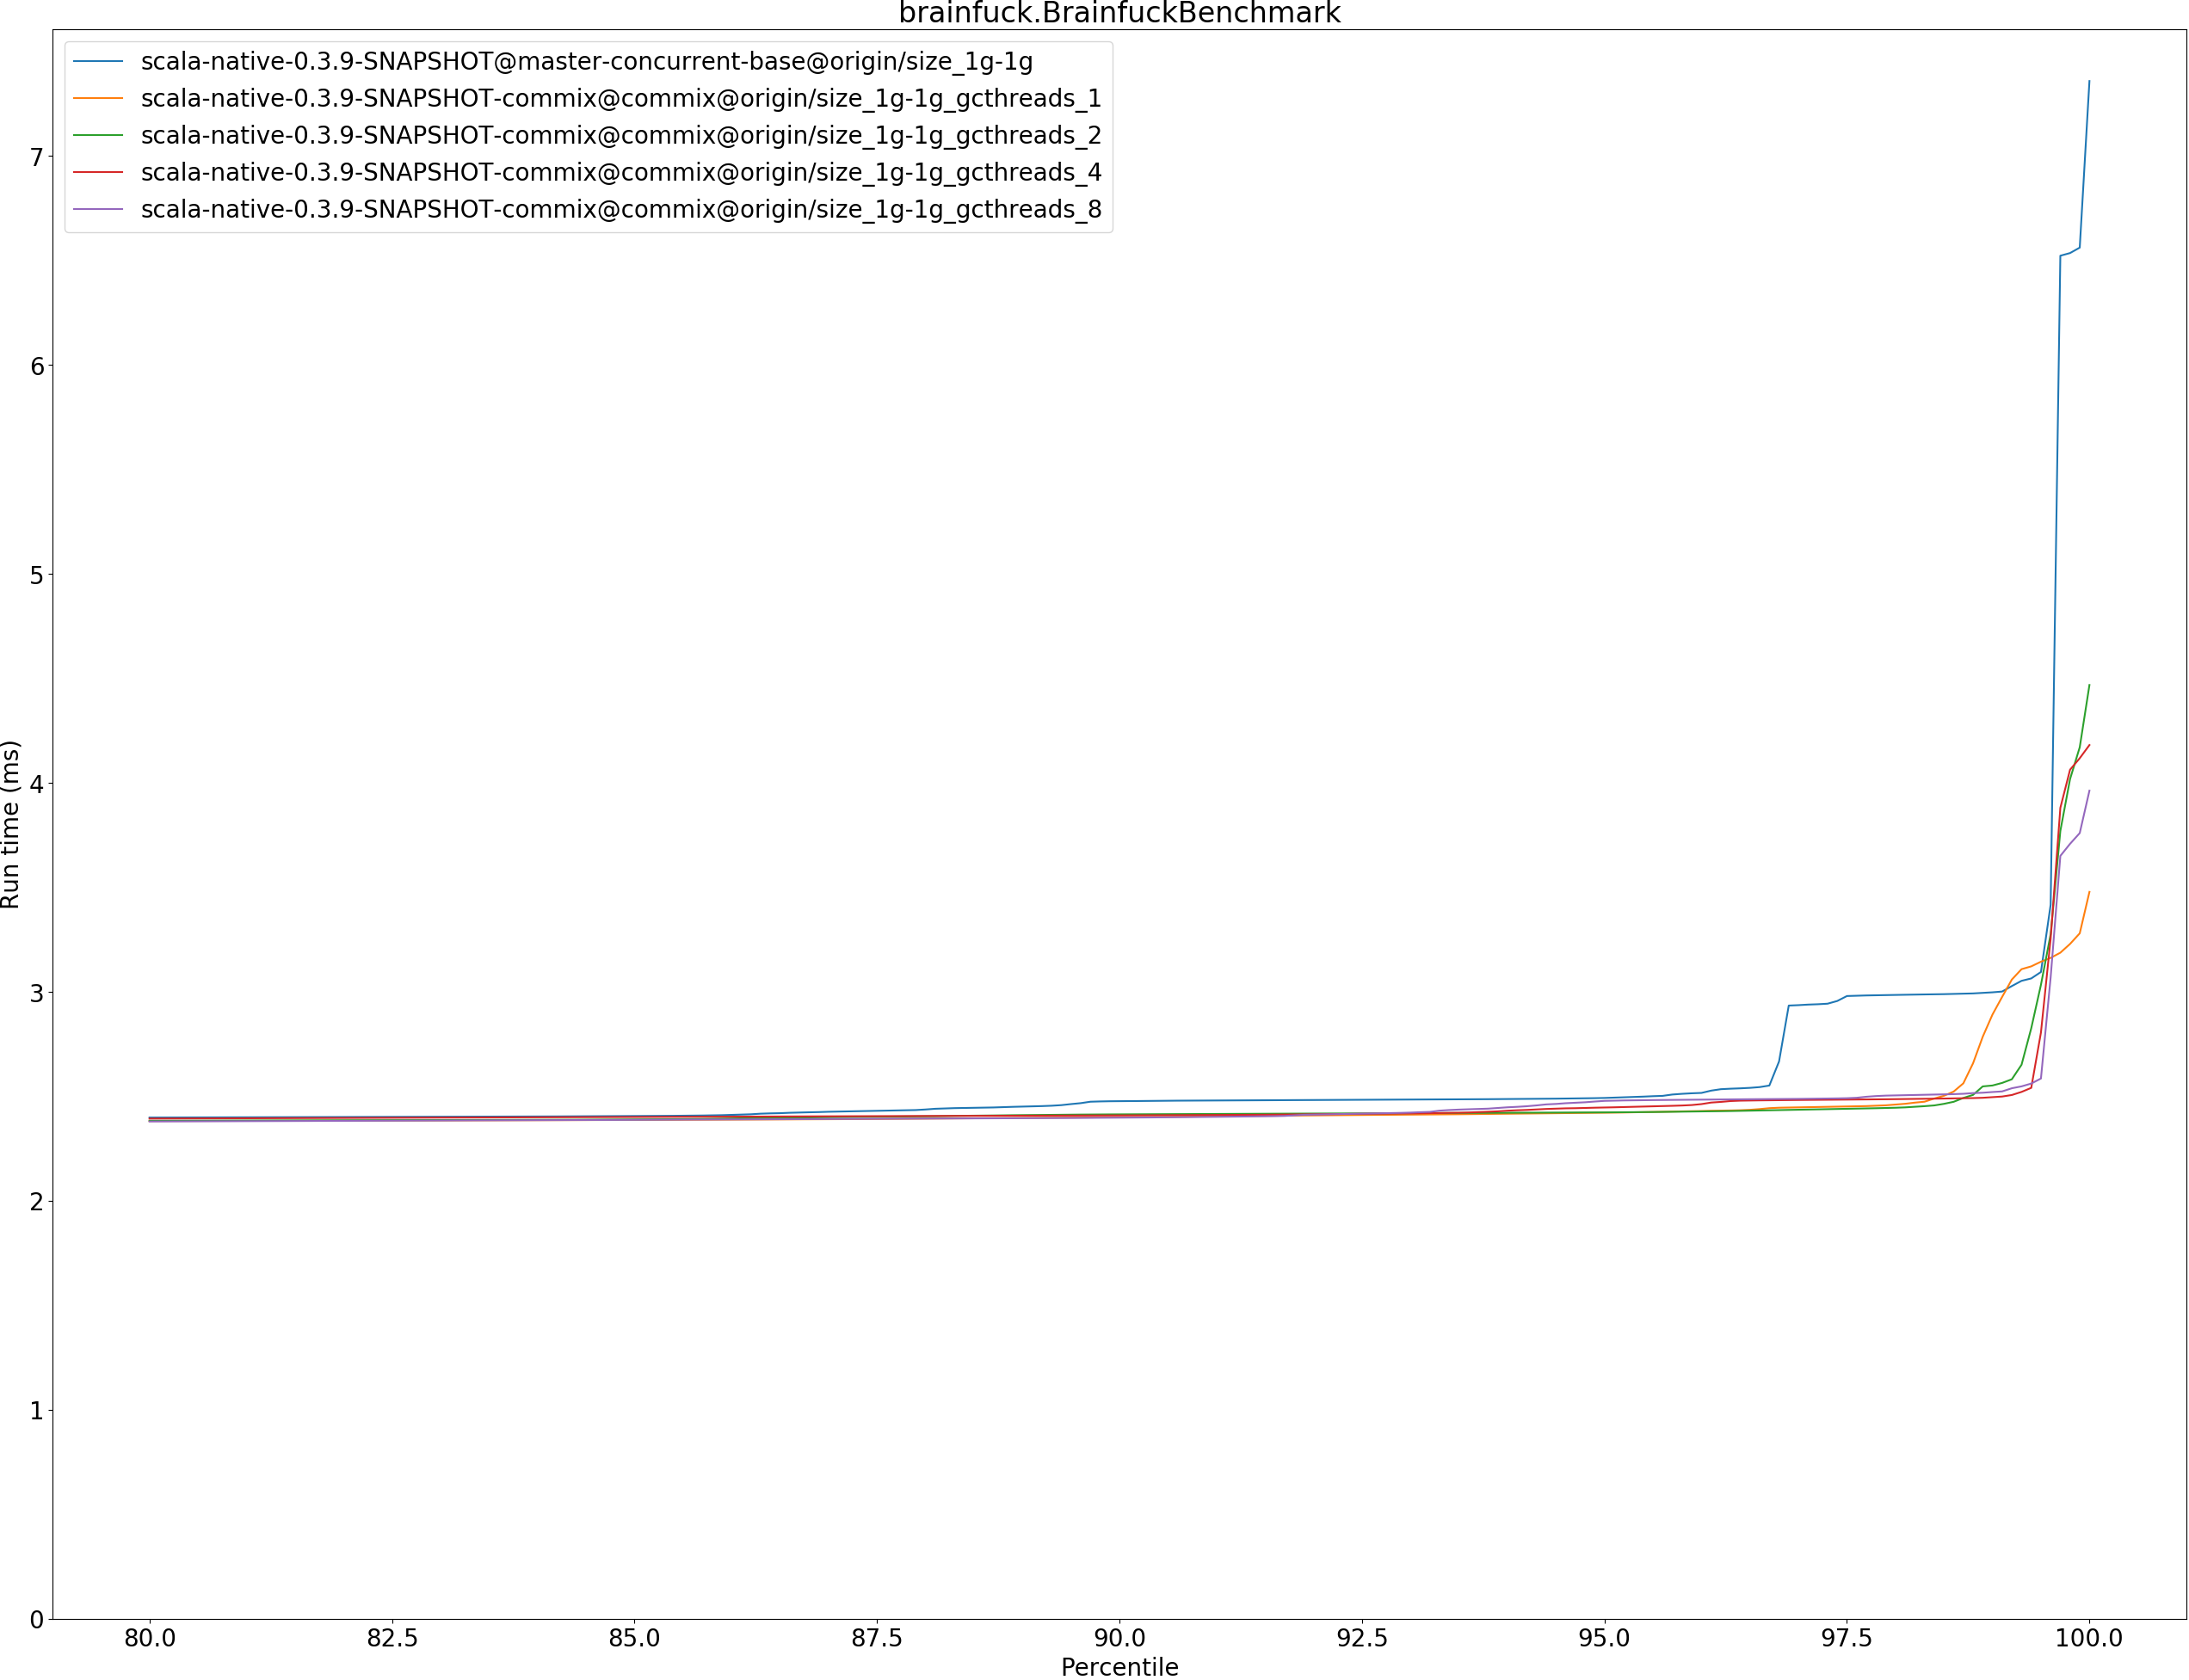 brainfuck.BrainfuckBenchmark
scala-native-0.3.9-SNAPSHOT@master-concurrent-base@origin/size_1g-1g
scala-native-0.3.9-SNAPSHOT-commix@commix@origin/size_1g-1g_gcthreads_1
scala-native-0.3.9-SNAPSHOT-commix@commix@origin/size_1g-1g_gcthreads_2
scala-native-0.3.9-SNAPSHOT-commix@commix@origin/size_1g-1g_gcthreads_4
scala-native-0.3.9-SNAPSHOT-commix@commix@origin/size_1g-1g_gcthreads_8
7
6
5
4
3
2
1
0
Run time (ms)
80.0 82.5 85.0 87.5 90.0 92.5 95.0 97.5 100.0
Percentile